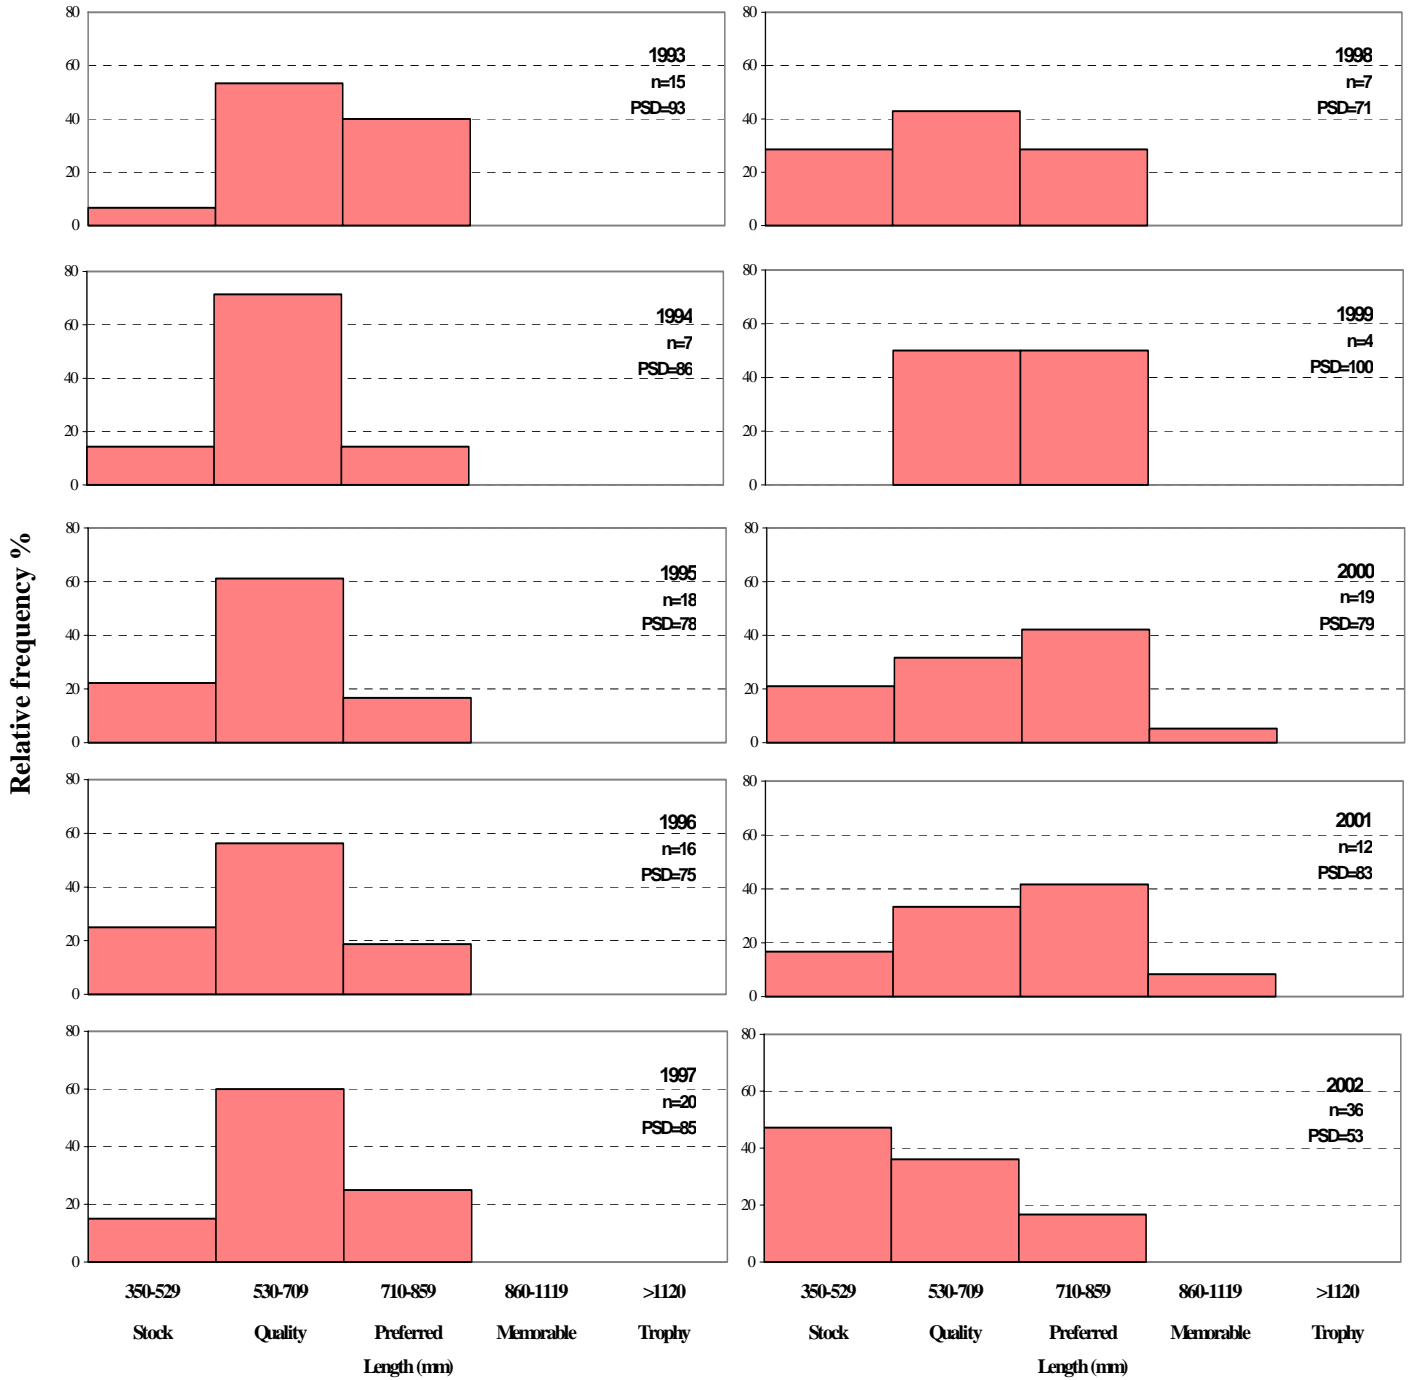 Relative frequency %
80
60
40
20
0
1993
n=15
PSD=93
80
60
40
20
0
1994
n=7
PSD=86
80
60
40
20
0
1995
n=18
PSD=78
80
60
40
20
0
1996
n=16
PSD=75
80
60
40
20
0
1997
n=20
PSD=85
350-529 530-709 710-859 860-1119 >1120
Stock Quality Preferred Memorable Trophy
Length (mm)
80
60
40
20
0
1998
n=7
PSD=71
80
60
40
20
0
1999
n=4
PSD=100
80
60
40
20
0
2000
n=19
PSD=79
80
60
40
20
0
2001
n=12
PSD=83
80
60
40
20
0
2002
n=36
PSD=53
350-529 530-709 710-859 860-1119 >1120
Stock Quality Preferred Memorable Trophy
Length (mm)